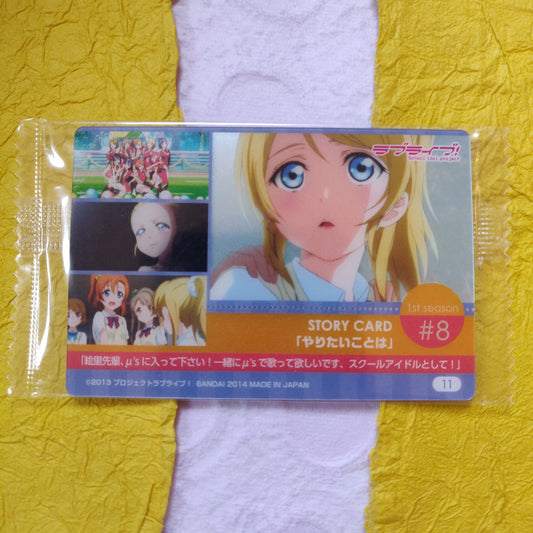 ラブライブ!
School idol project
1st season
#8
STORY CARD
「やりたいことは」
「絵里先輩、μ'sに入って下さい!一緒にμ'sで歌って欲しいです、スクールアイドルとして!」
©2013 プロジェクトラブライブ! BANDAI 2014 MADE IN JAPAN
11